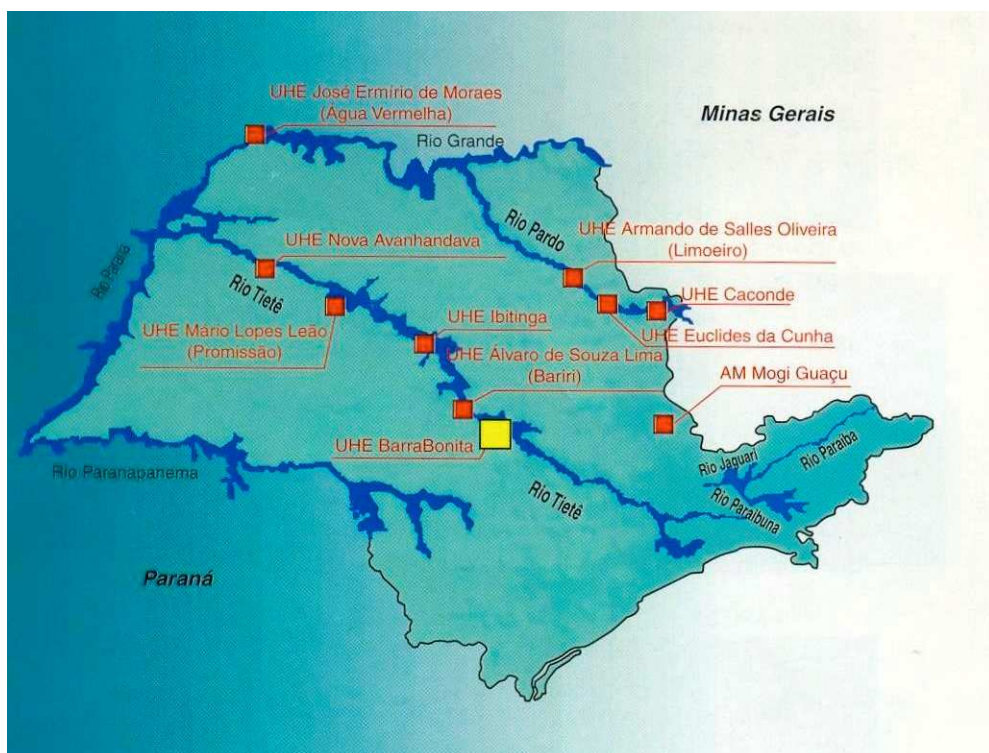 UHE José Ermírio de Moraes
(Água Vermelha)
Minas Gerais
Rio Grande
Rio Pardo
UHE Armando de Salles Oliveira
(Limoeiro)
UHE Nova Avanhandava
Rio Paraná
Rio Tietê
UHE Caconde
UHE Ibitinga
UHE Mário Lopes Leão
(Promissão)
UHE Euclides da Cunha
UHE Álvaro de Souza Lima
(Bariri)
AM Mogi Guaçu
UHE BarraBonita
Rio Jaguari
Rio Paraiba
Rio Paranapanema
Rio Tietê
Rio Paraibuna
Paraná